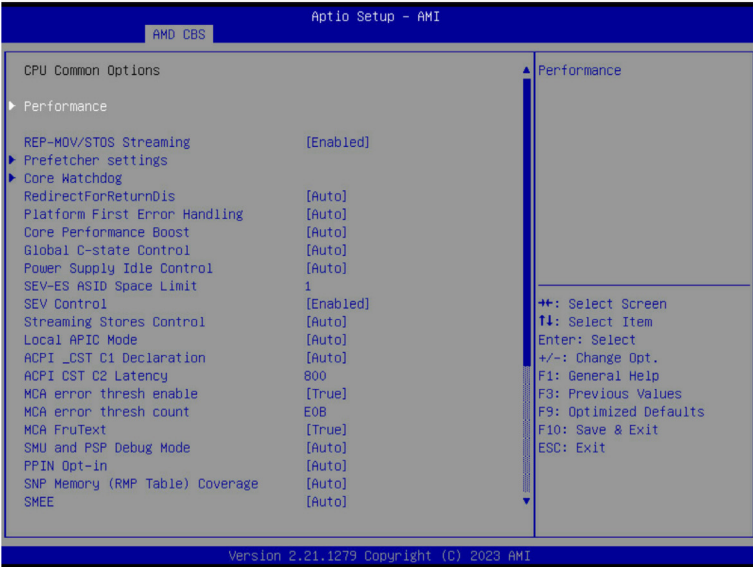 Aptio Setup - AMI
AMD CBS
CPU Common Options
Performance
REP-MOV/STOS Streaming [Enabled]
Prefetcher settings
Core Watchdog
RedirectForReturnDis [Auto]
Platform First Error Handling [Auto]
Core Performance Boost [Auto]
Global C-state Control [Auto]
Power Supply Idle Control [Auto]
SEV-ES ASID Space Limit 1
SEV Control [Enabled]
Streaming Stores Control [Auto]
Local APIC Mode [Auto]
ACPI _CST C1 Declaration [Auto]
ACPI CST C2 Latency 800
MCA error thresh enable [True]
MCA error thresh count E0B
MCA FruText [True]
SMU and PSP Debug Mode [Auto]
PPIN Opt-in [Auto]
SNP Memory (RMP Table) Coverage [Auto]
SMEE [Auto]
Performance
→←: Select Screen
↑↓: Select Item
Enter: Select
+/-: Change Opt.
F1: General Help
F3: Previous Values
F9: Optimized Defaults
F10: Save & Exit
ESC: Exit
Version 2.21.1279 Copyright (C) 2023 AMI